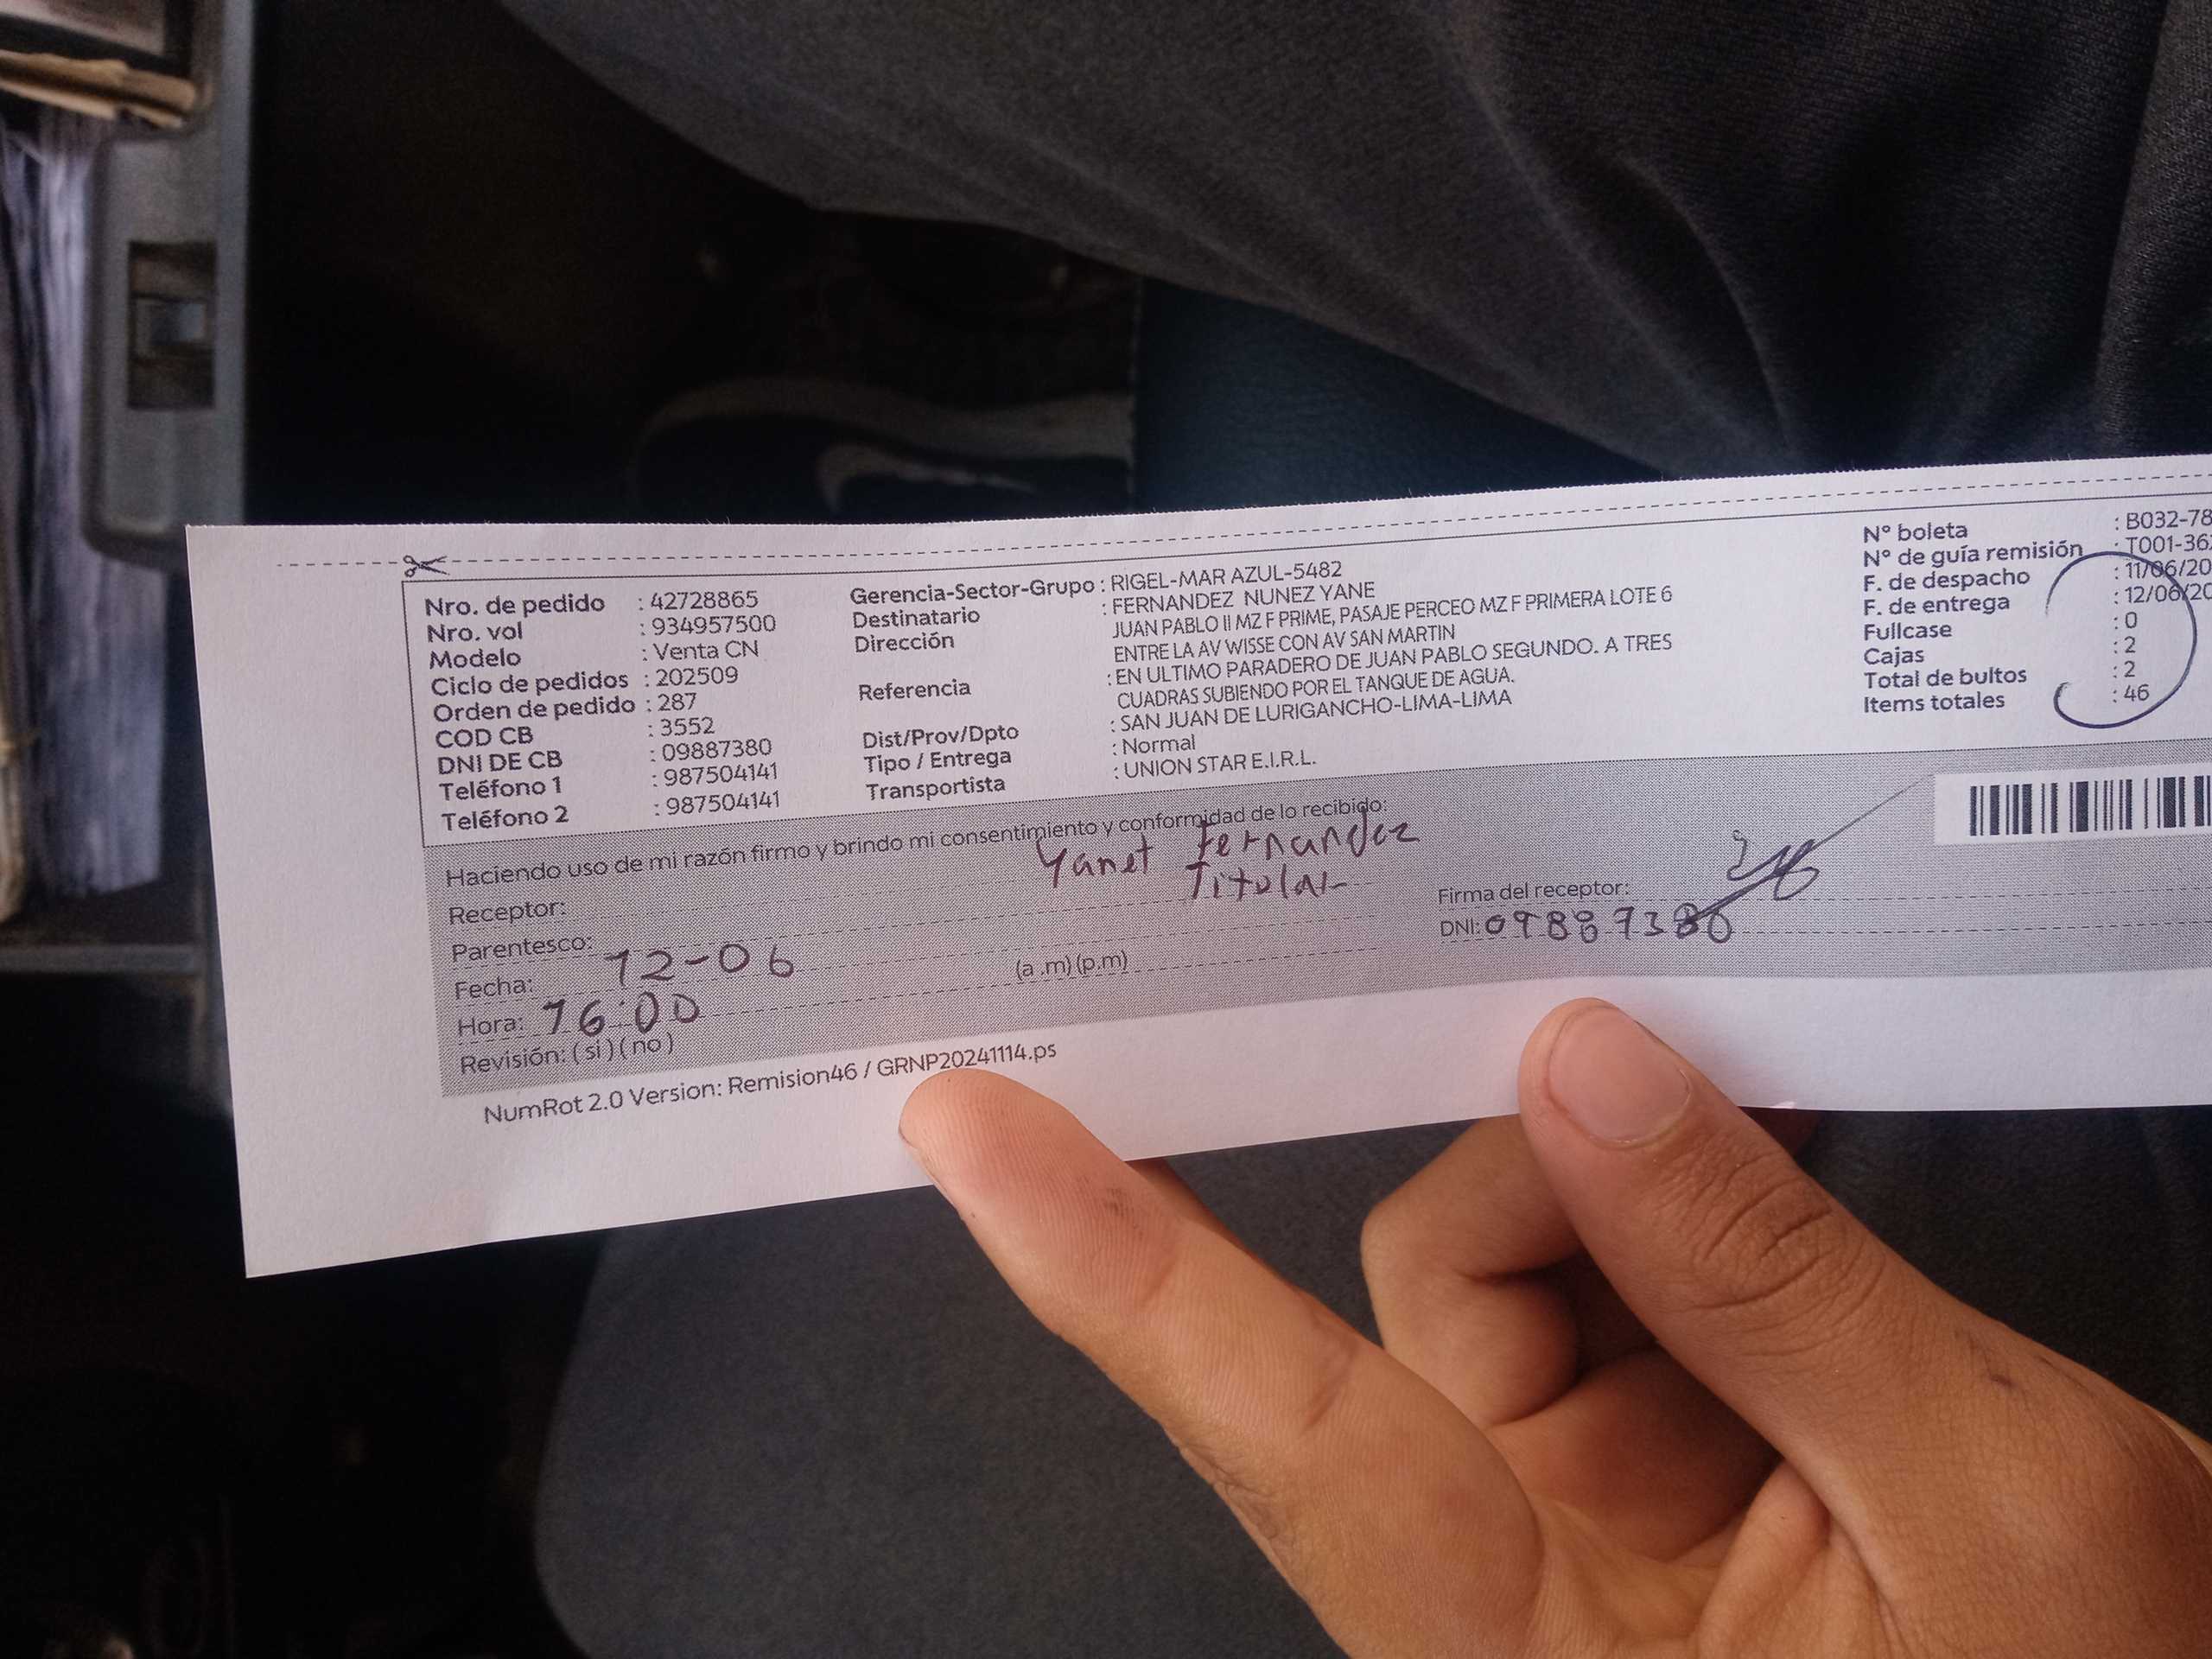 Nro. de pedido : 42728865
Nro. vol : 934957500
Modelo : Venta CN
Ciclo de pedidos : 202509
Orden de pedido : 287
COD CB : 3552
DNI DE CB : 09887380
Teléfono 1 : 987504141
Teléfono 2 : 987504141
Gerencia-Sector-Grupo : RIGEL-MAR AZUL-5482
Destinatario : FERNANDEZ NUNEZ YANE
Dirección JUAN PABLO II MZ F PRIME, PASAJE PERCEO MZ F PRIMERA LOTE 6
ENTRE LA AV WISSE CON AV SAN MARTIN
Referencia : EN ULTIMO PARADERO DE JUAN PABLO SEGUNDO. A TRES
CUADRAS SUBIENDO POR EL TANQUE DE AGUA.
Dist/Prov/Dpto : SAN JUAN DE LURIGANCHO-LIMA-LIMA
Tipo / Entrega : Normal
Transportista : UNION STAR E.I.R.L.
N° boleta : B032-78
N° de guía remisión : T001-36
F. de despacho : 11/06/20
F. de entrega : 12/06/20
Fullcase : 0
Cajas : 2
Total de bultos : 2
Items totales : 46
Haciendo uso de mi razón firmo y brindo mi consentimiento y conformidad de lo recibido:
Receptor: Yanet Fernandez
Parentesco: Titular
Fecha: 12-06
Hora: 16:00 (a .m) (p.m)
Revisión: ( si ) ( no )
Firma del receptor:
DNI: 09887380
NumRot 2.0 Version: Remision46 / GRNP20241114.ps